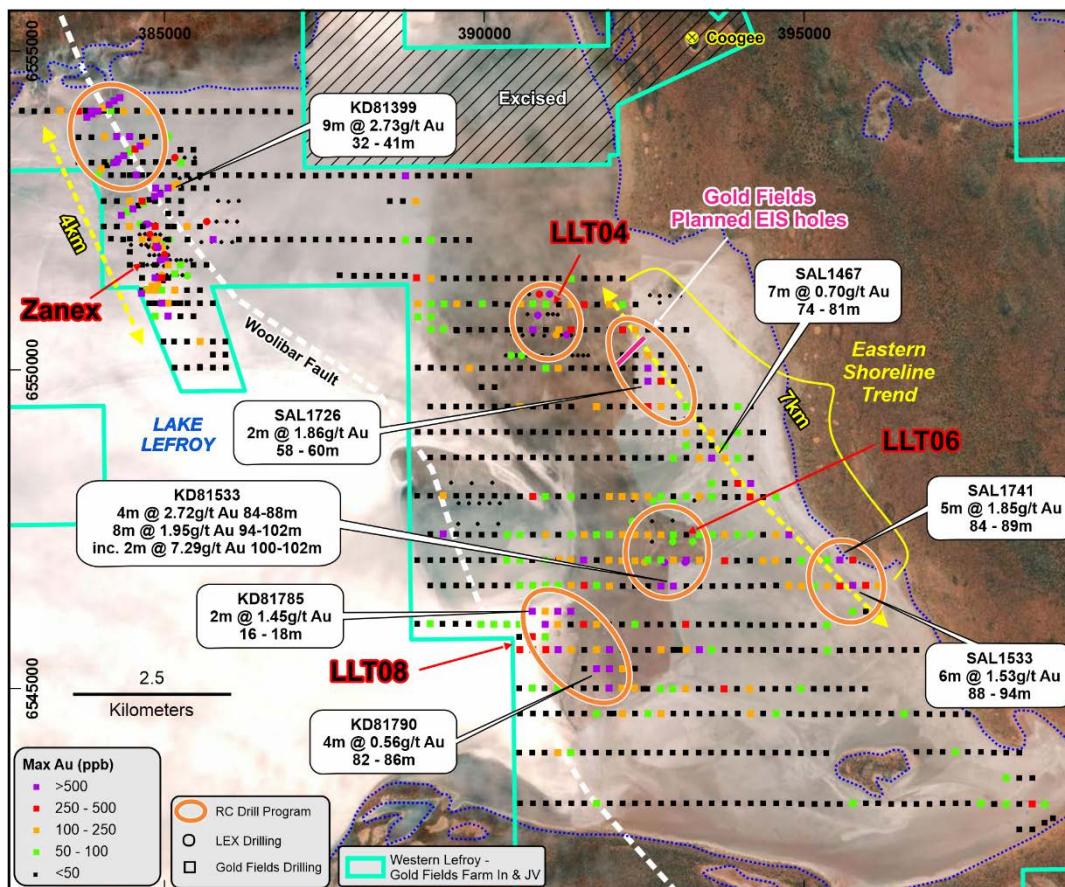 385000
390000
395000
6555000
6550000
6545000
Coogee
Excised
KD81399
9m @ 2.73g/t Au
32 - 41m
Gold Fields
Planned EIS holes
LLT04
4km
Zanex
Woolibar Fault
SAL1467
7m @ 0.70g/t Au
74 - 81m
Eastern
Shoreline
Trend
7km
LAKE
LEFROY
SAL1726
2m @ 1.86g/t Au
58 - 60m
LLT06
KD81533
4m @ 2.72g/t Au 84-88m
8m @ 1.95g/t Au 94-102m
inc. 2m @ 7.29g/t Au 100-102m
SAL1741
5m @ 1.85g/t Au
84 - 89m
KD81785
2m @ 1.45g/t Au
16 - 18m
LLT08
SAL1533
6m @ 1.53g/t Au
88 - 94m
2.5
Kilometers
KD81790
4m @ 0.56g/t Au
82 - 86m
Max Au (ppb)
>500
250 - 500
100 - 250
50 - 100
<50
RC Drill Program
LEX Drilling
Gold Fields Drilling
Western Lefroy -
Gold Fields Farm In & JV